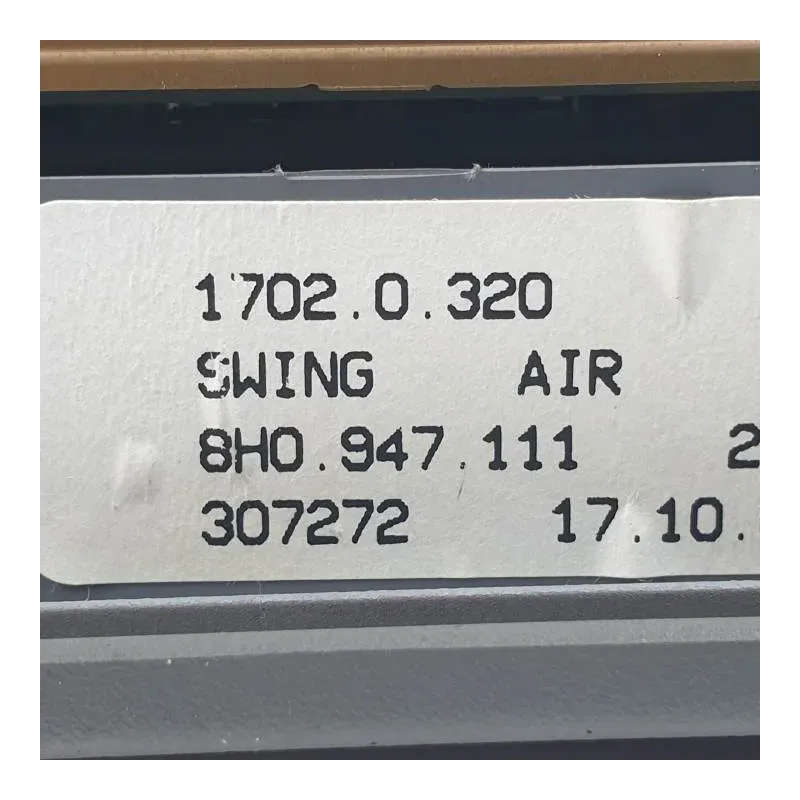 1702.0.320
SWING AIR
8H0.947.111 2
307272 17.10.